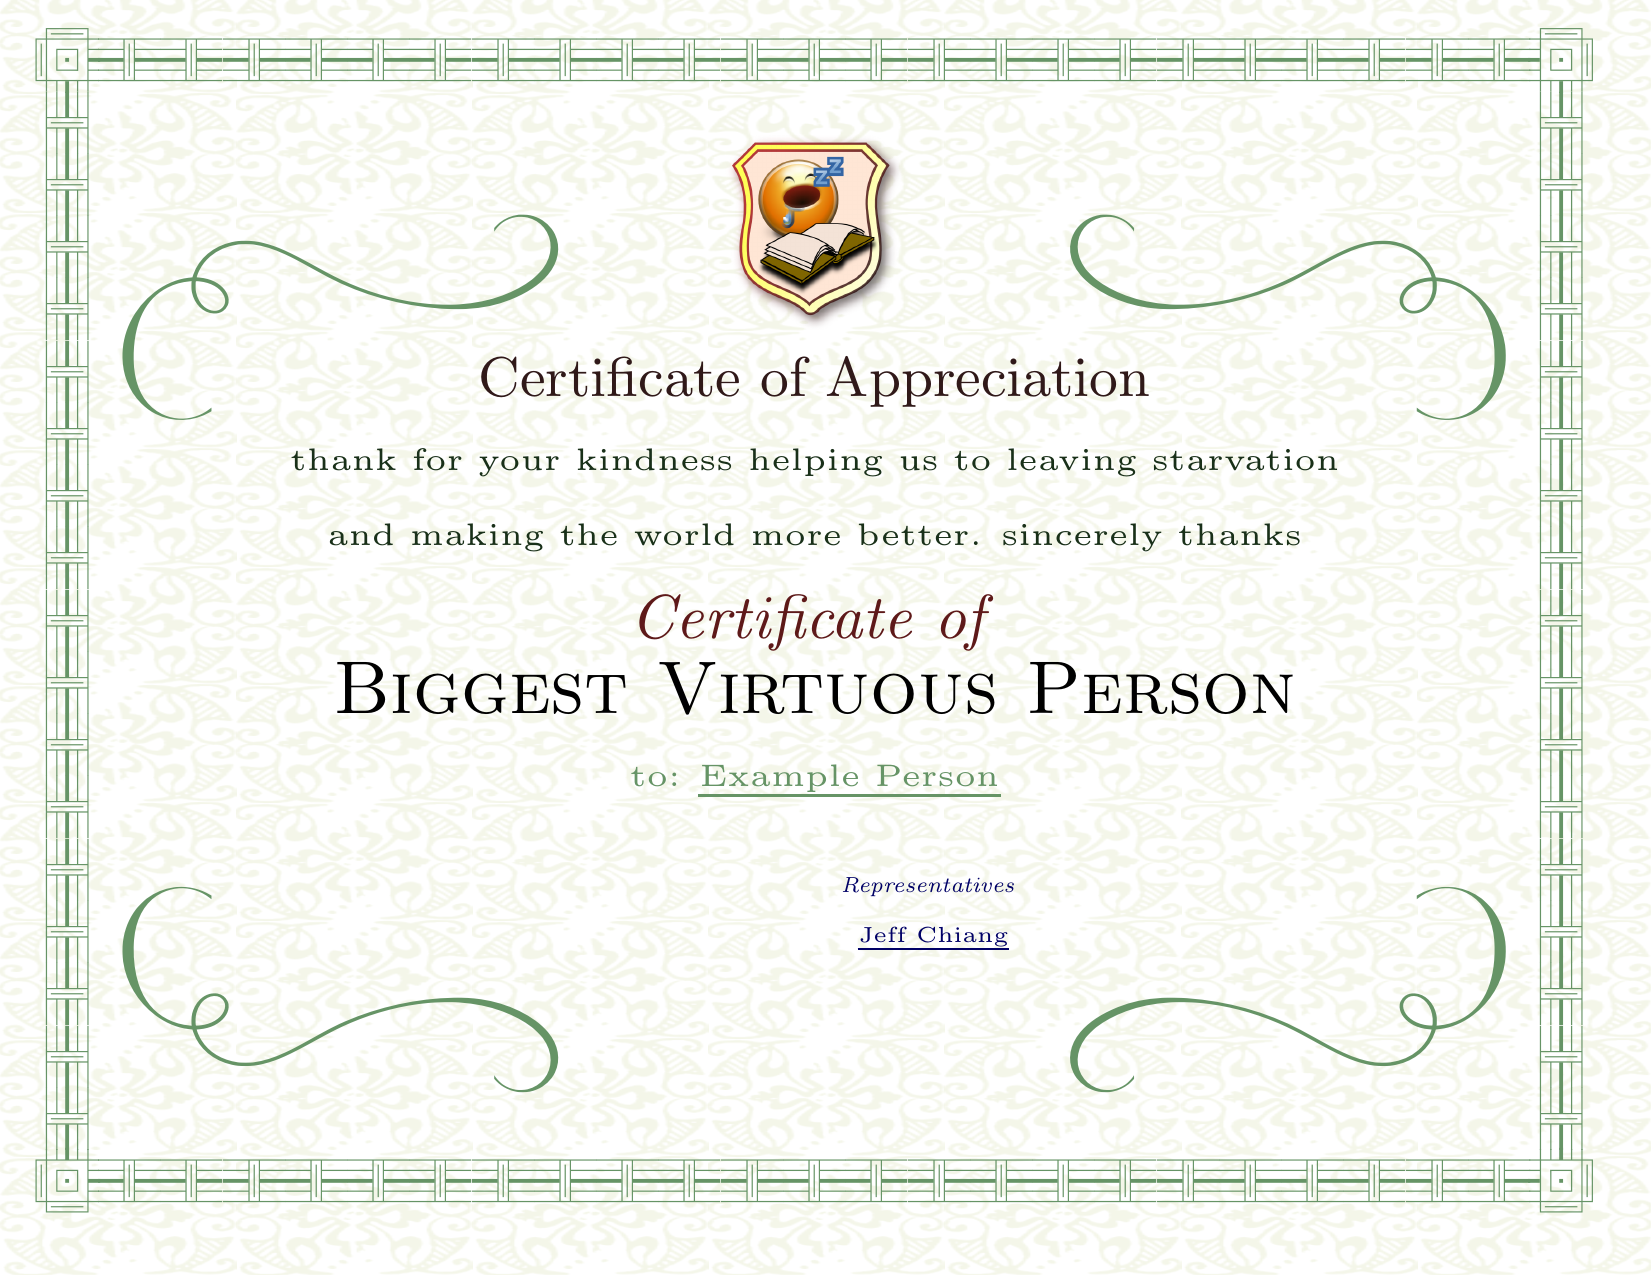 z z
Certificate of Appreciation
thank for your kindness helping us to leaving starvation
and making the world more better. sincerely thanks
Certificate of
Biggest Virtuous Person
to: Example Person
Representatives
Jeff Chiang